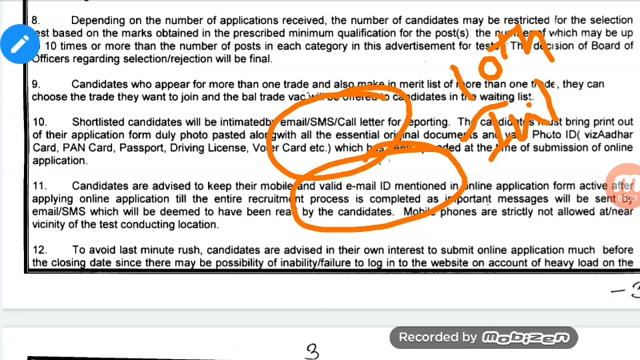 8. Depending on the number of applications received, the number of candidates may be restricted for the selection
test based on the marks obtained in the prescribed minimum qualification for the post(s) the number of which may be up
10 times or more than the number of posts in each category in this advertisement for The decision of Board of
Officers regarding selection/rejection will be final.
9. Candidates who appear for more than one trade and also make in merit list of more than one trade, they can
choose the trade they want to join and the bal trade vac will be offered to candidates in the waiting list.
10. Shortlisted candidates will be intimatedby email/SMS/Call letter for reporting. The candidates must bring print out
of their application form duly photo pasted alongwith all the essential original documents and Photo ID( vizAadhar
Card, PAN Card, Passport, Driving License, Voter Card etc.) which has been at the time of submission of online
application.
11. Candidates are advised to keep their mobile and valid e-mail ID mentioned in online application form active after
applying online application till the entire recruitment process is completed as important messages will be sent by
email/SMS which will be deemed to have been read by the candidates. Mobile phones are strictly not allowed at/near
vicinity of the test conducting location.
12. To avoid last minute rush, candidates are advised in their own interest to submit online application much before
the closing date since there may be possibility of inability/failure to log in to the website on account of heavy load on the
3
RECORDED WITH
MOBIZEN